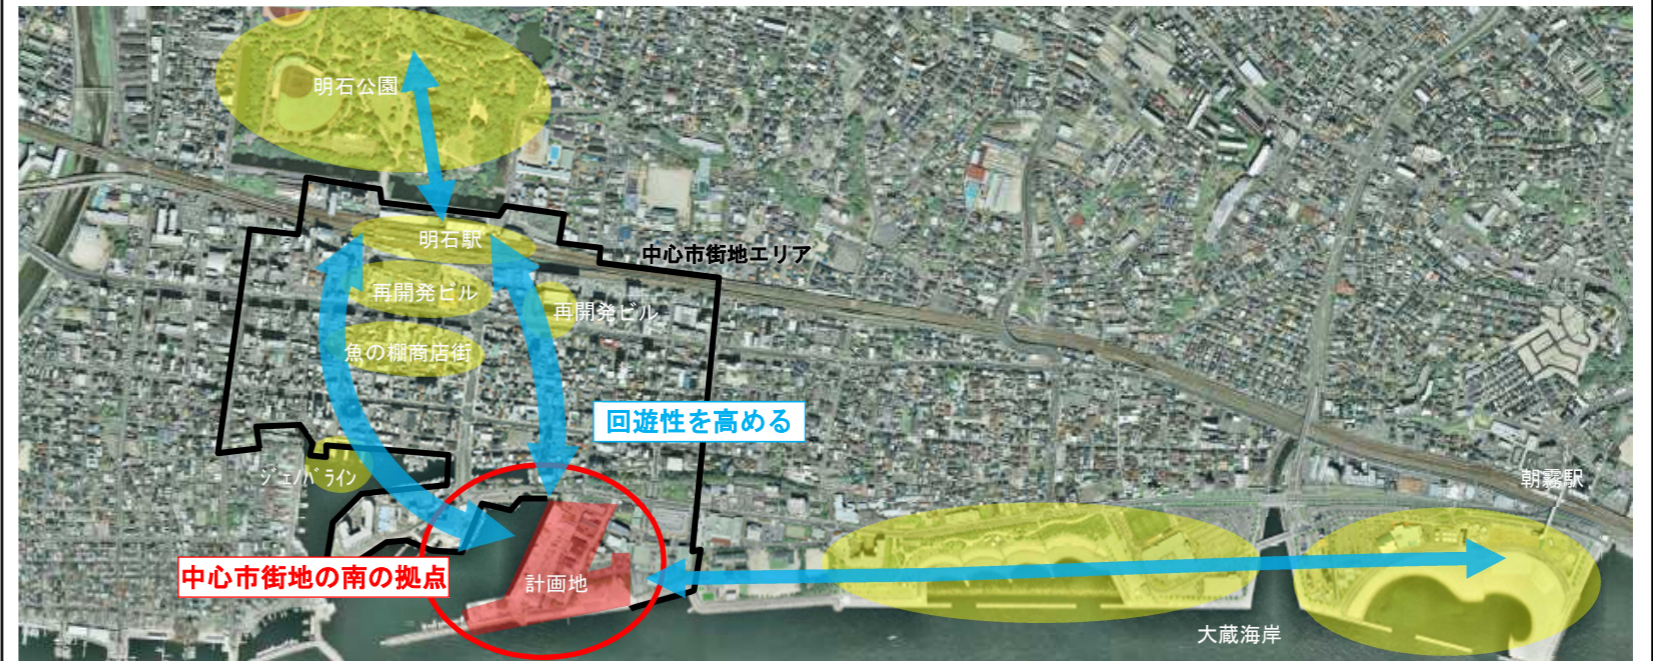 明石公園
明石駅
中心市街地エリア
再開発ビル
再開発ビル
魚の棚商店街
回遊性を高める
ジェノバライン
朝霧駅
中心市街地の南の拠点
計画地
大蔵海岸